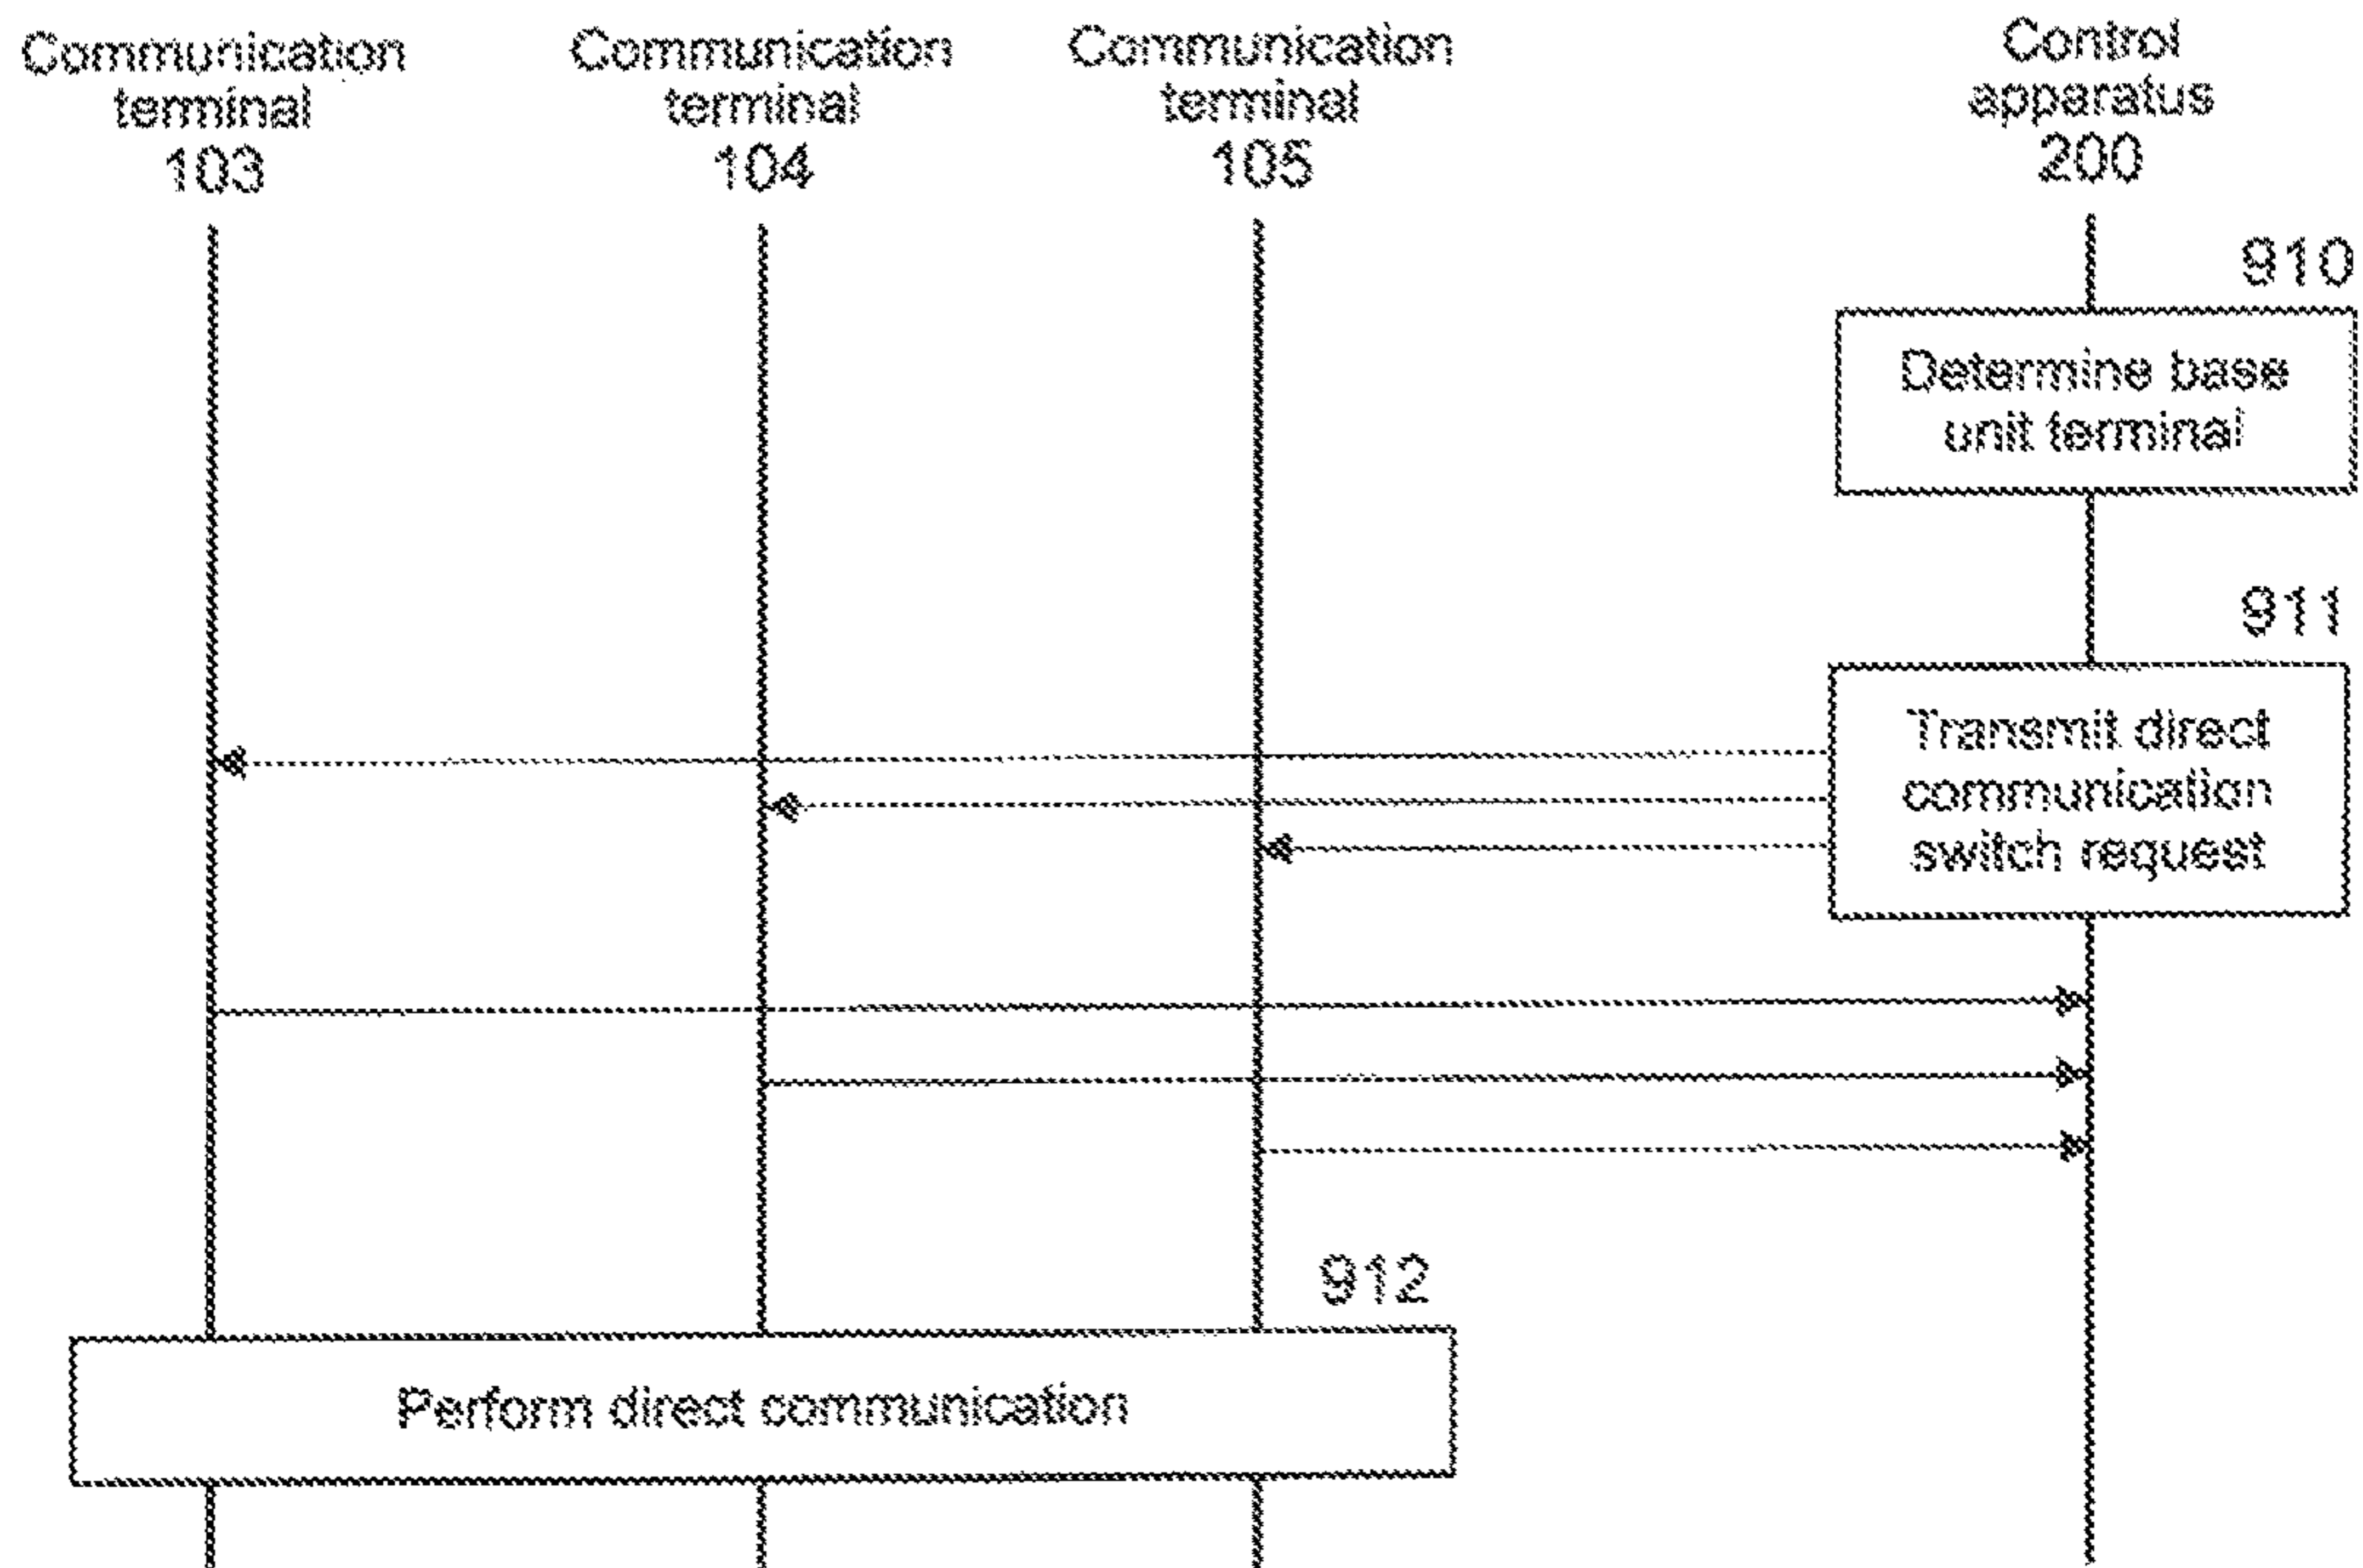 Communication
terminal
103
Communication
terminal
104
Communication
terminal
105
Control
apparatus
200
910
Determine base
unit terminal
911
Transmit direct
communication
switch request
912
Perform direct communication